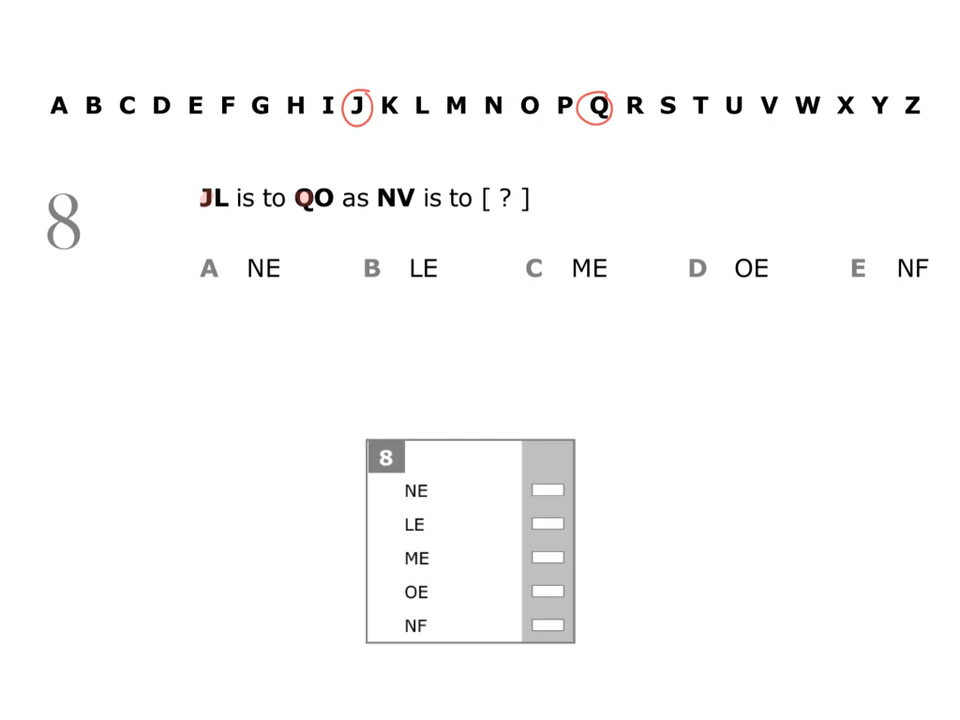 A B C D E F G H I J K L M N O P Q R S T U V W X Y Z
8 JL is to QO as NV is to [ ? ]
A NE B LE C ME D OE E NF
8
NE
LE
ME
OE
NF